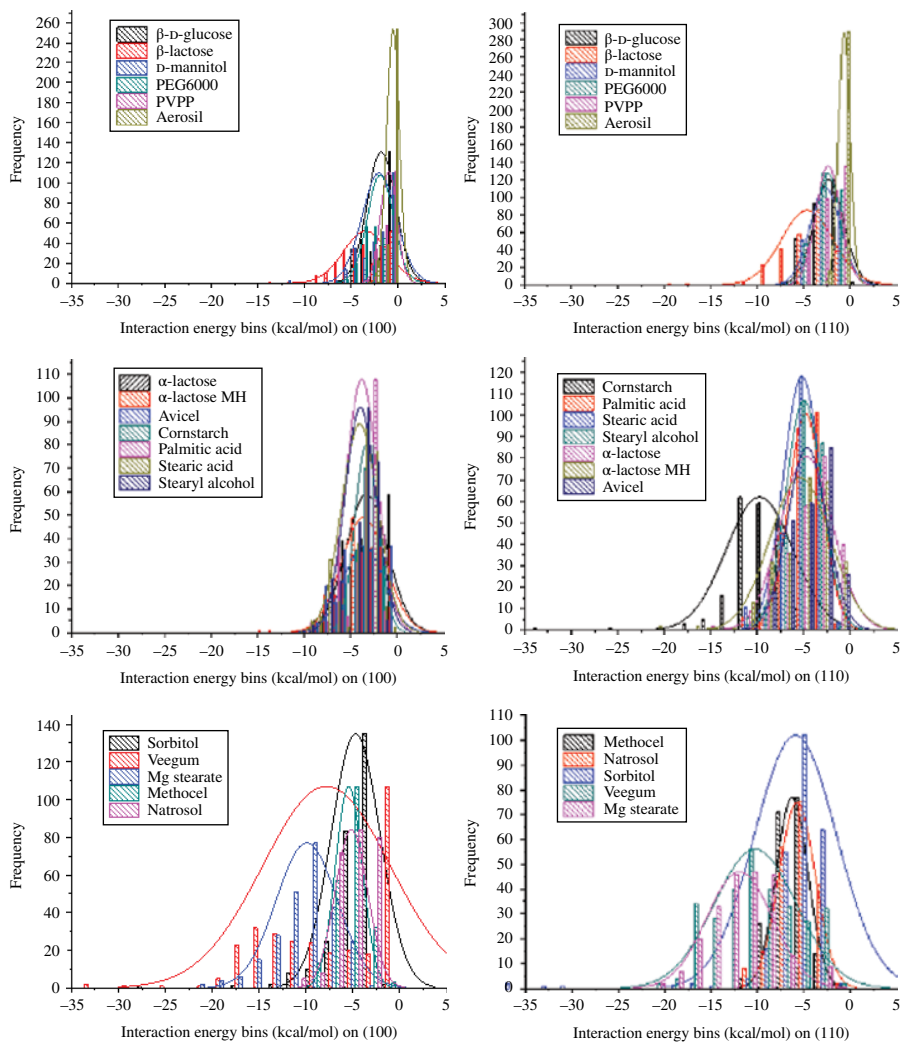 260
240
220
200
180
160
140
120
100
80
60
40
20
0
Frequency
β-D-glucose
β-lactose
D-mannitol
PEG6000
PVPP
Aerosil
−35 −30 −25 −20 −15 −10 −5 0 5
Interaction energy bins (kcal/mol) on (100)
300
280
260
240
220
200
180
160
140
120
100
80
60
40
20
0
Frequency
β-D-glucose
β-lactose
D-mannitol
PEG6000
PVPP
Aerosil
−35 −30 −25 −20 −15 −10 −5 0 5
Interaction energy bins (kcal/mol) on (110)
110
100
90
80
70
60
50
40
30
20
10
0
Frequency
α-lactose
α-lactose MH
Avicel
Cornstarch
Palmitic acid
Stearic acid
Stearyl alcohol
−35 −30 −25 −20 −15 −10 −5 0 5
Interaction energy bins (kcal/mol) on (100)
120
110
100
90
80
70
60
50
40
30
20
10
0
Frequency
Cornstarch
Palmitic acid
Stearic acid
Stearyl alcohol
α-lactose
α-lactose MH
Avicel
−35 −30 −25 −20 −15 −10 −5 0 5
Interaction energy bins (kcal/mol) on (110)
140
120
100
80
60
40
20
0
Frequency
Sorbitol
Veegum
Mg stearate
Methocel
Natrosol
−35 −30 −25 −20 −15 −10 −5 0 5
Interaction energy bins (kcal/mol) on (100)
110
100
90
80
70
60
50
40
30
20
10
0
Frequency
Methocel
Natrosol
Sorbitol
Veegum
Mg stearate
−35 −30 −25 −20 −15 −10 −5 0 5
Interaction energy bins (kcal/mol) on (110)